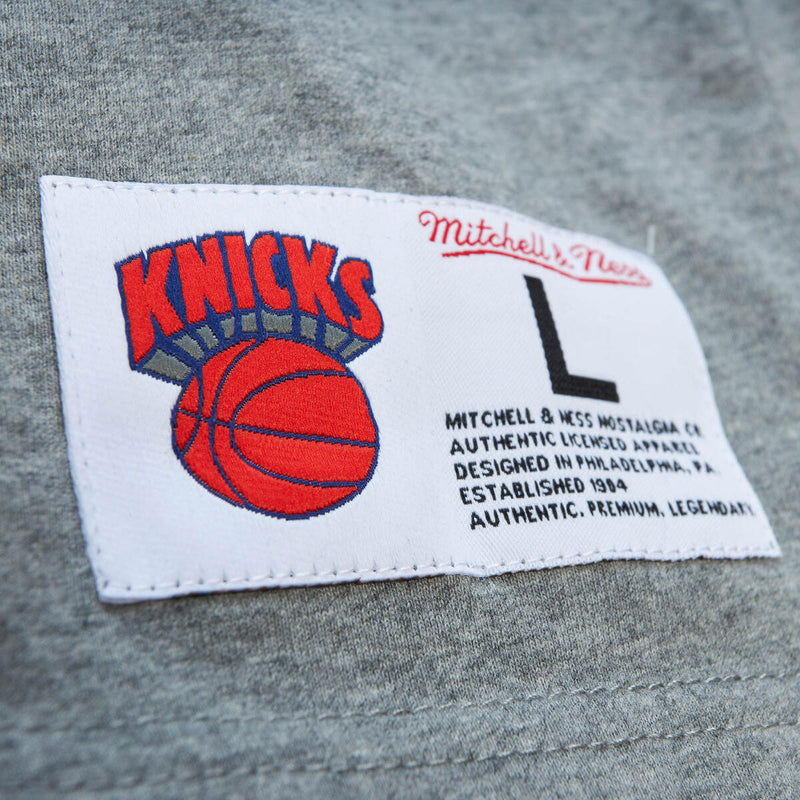 KNICKS
Mitchell & Ness
L
MITCHELL & NESS NOSTALGIA CO.
AUTHENTIC LICENSED APPAREL
DESIGNED IN PHILADELPHIA, PA.
ESTABLISHED 1904
AUTHENTIC. PREMIUM. LEGENDARY.